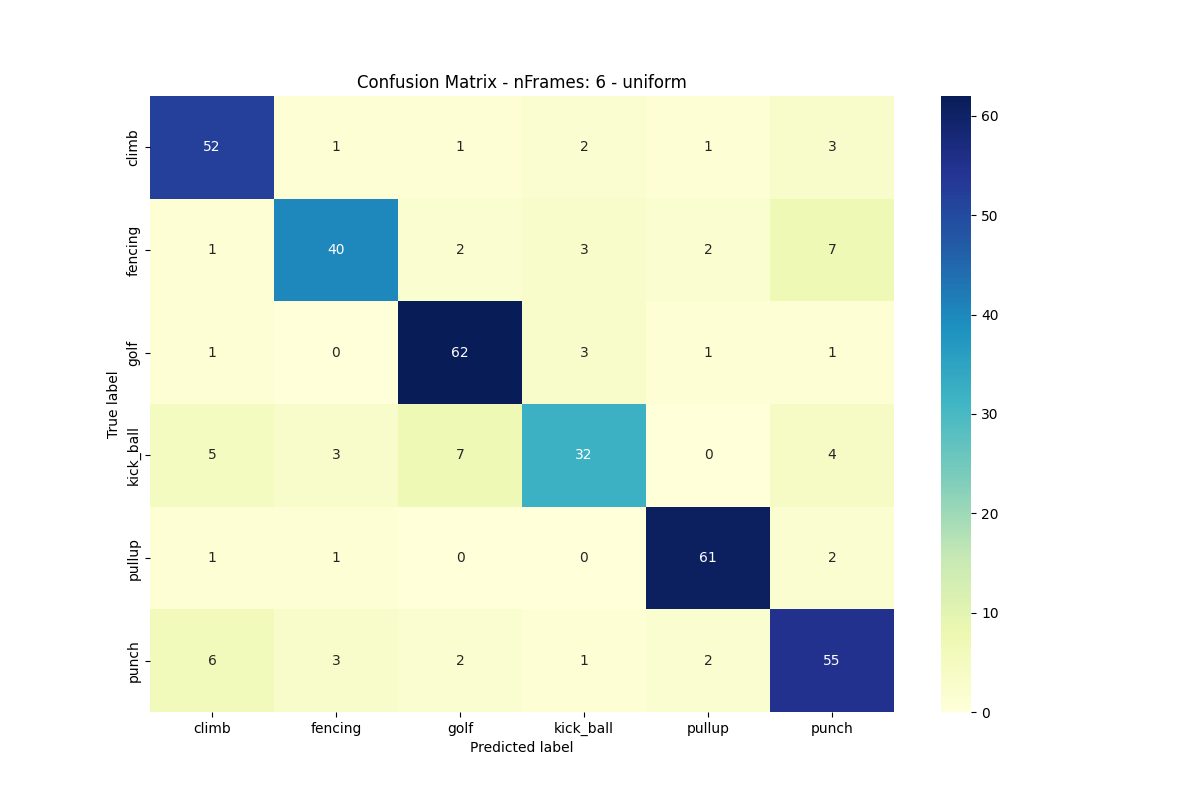 Confusion Matrix - nFrames: 6 - uniform
True label
climb 52 1 1 2 1 3
fencing 1 40 2 3 2 7
golf 1 0 62 3 1 1
kick_ball 5 3 7 32 0 4
pullup 1 1 0 0 61 2
punch 6 3 2 1 2 55
climb fencing golf kick_ball pullup punch
Predicted label
60
50
40
30
20
10
0